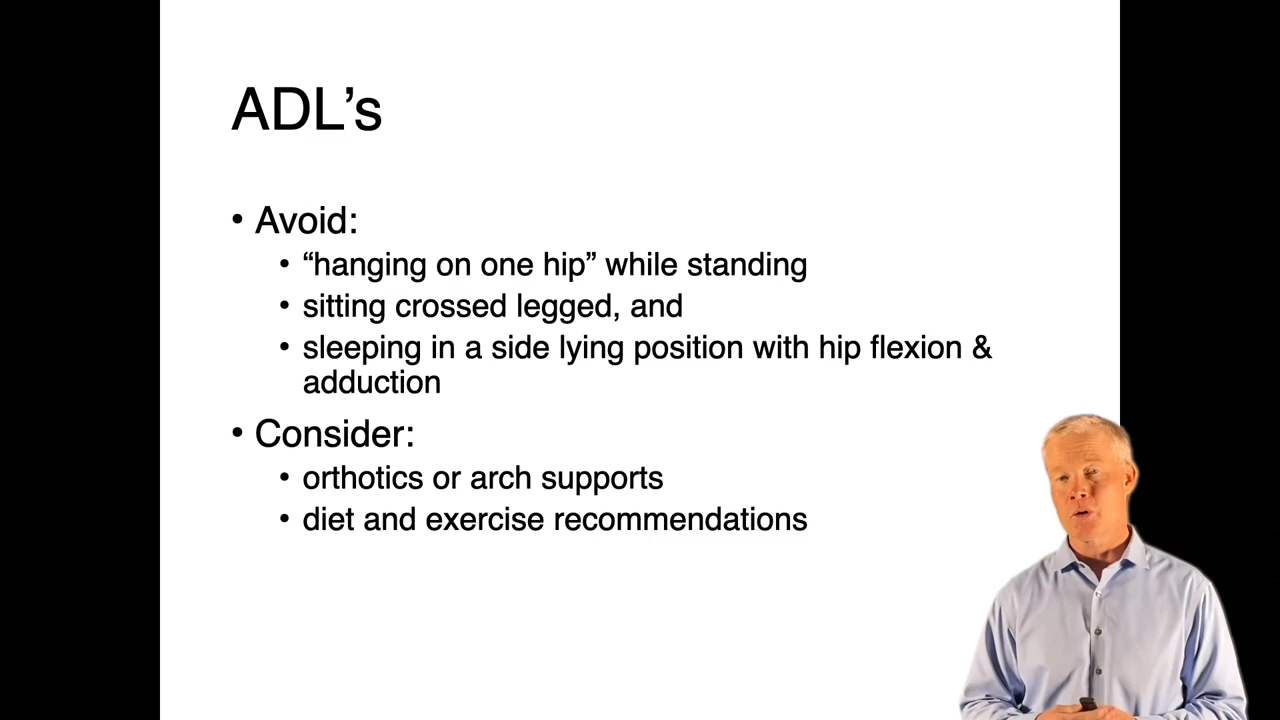 ADL’s
• Avoid:
• “hanging on one hip” while standing
• sitting crossed legged, and
• sleeping in a side lying position with hip flexion &
adduction
• Consider:
• orthotics or arch supports
• diet and exercise recommendations